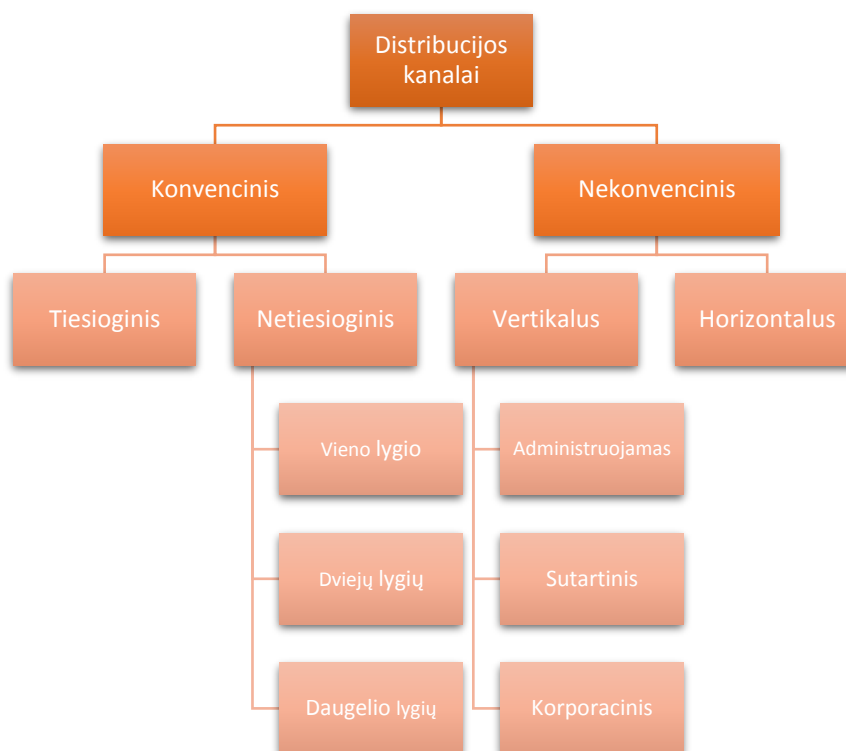 Distribucijos
kanalai
Konvencinis
Nekonvencinis
Tiesioginis
Netiesioginis
Vertikalus
Horizontalus
Vieno lygio
Administruojamas
Dviejų lygių
Sutartinis
Daugelio lygių
Korporacinis